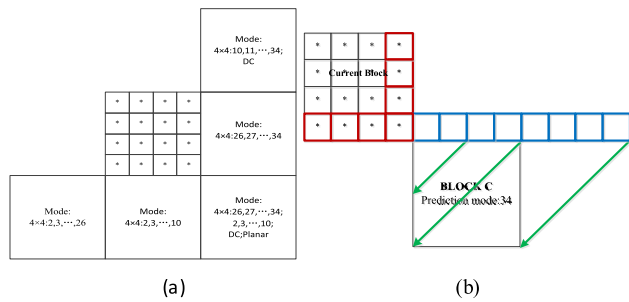 Mode:
4×4:10,11,⋯,34;
DC
* * * *
* * * *
* * * *
* * * *
Mode:
4×4:26,27,⋯,34
Mode:
4×4:2,3,⋯,26
Mode:
4×4:2,3,⋯,10
Mode:
4×4:26,27,⋯,34;
2,3,⋯,10;
DC;Planar
(a)
* * * *
* * * *
Current Block
* * * *
* * * *
BLOCK C
Prediction mode:34
(b)